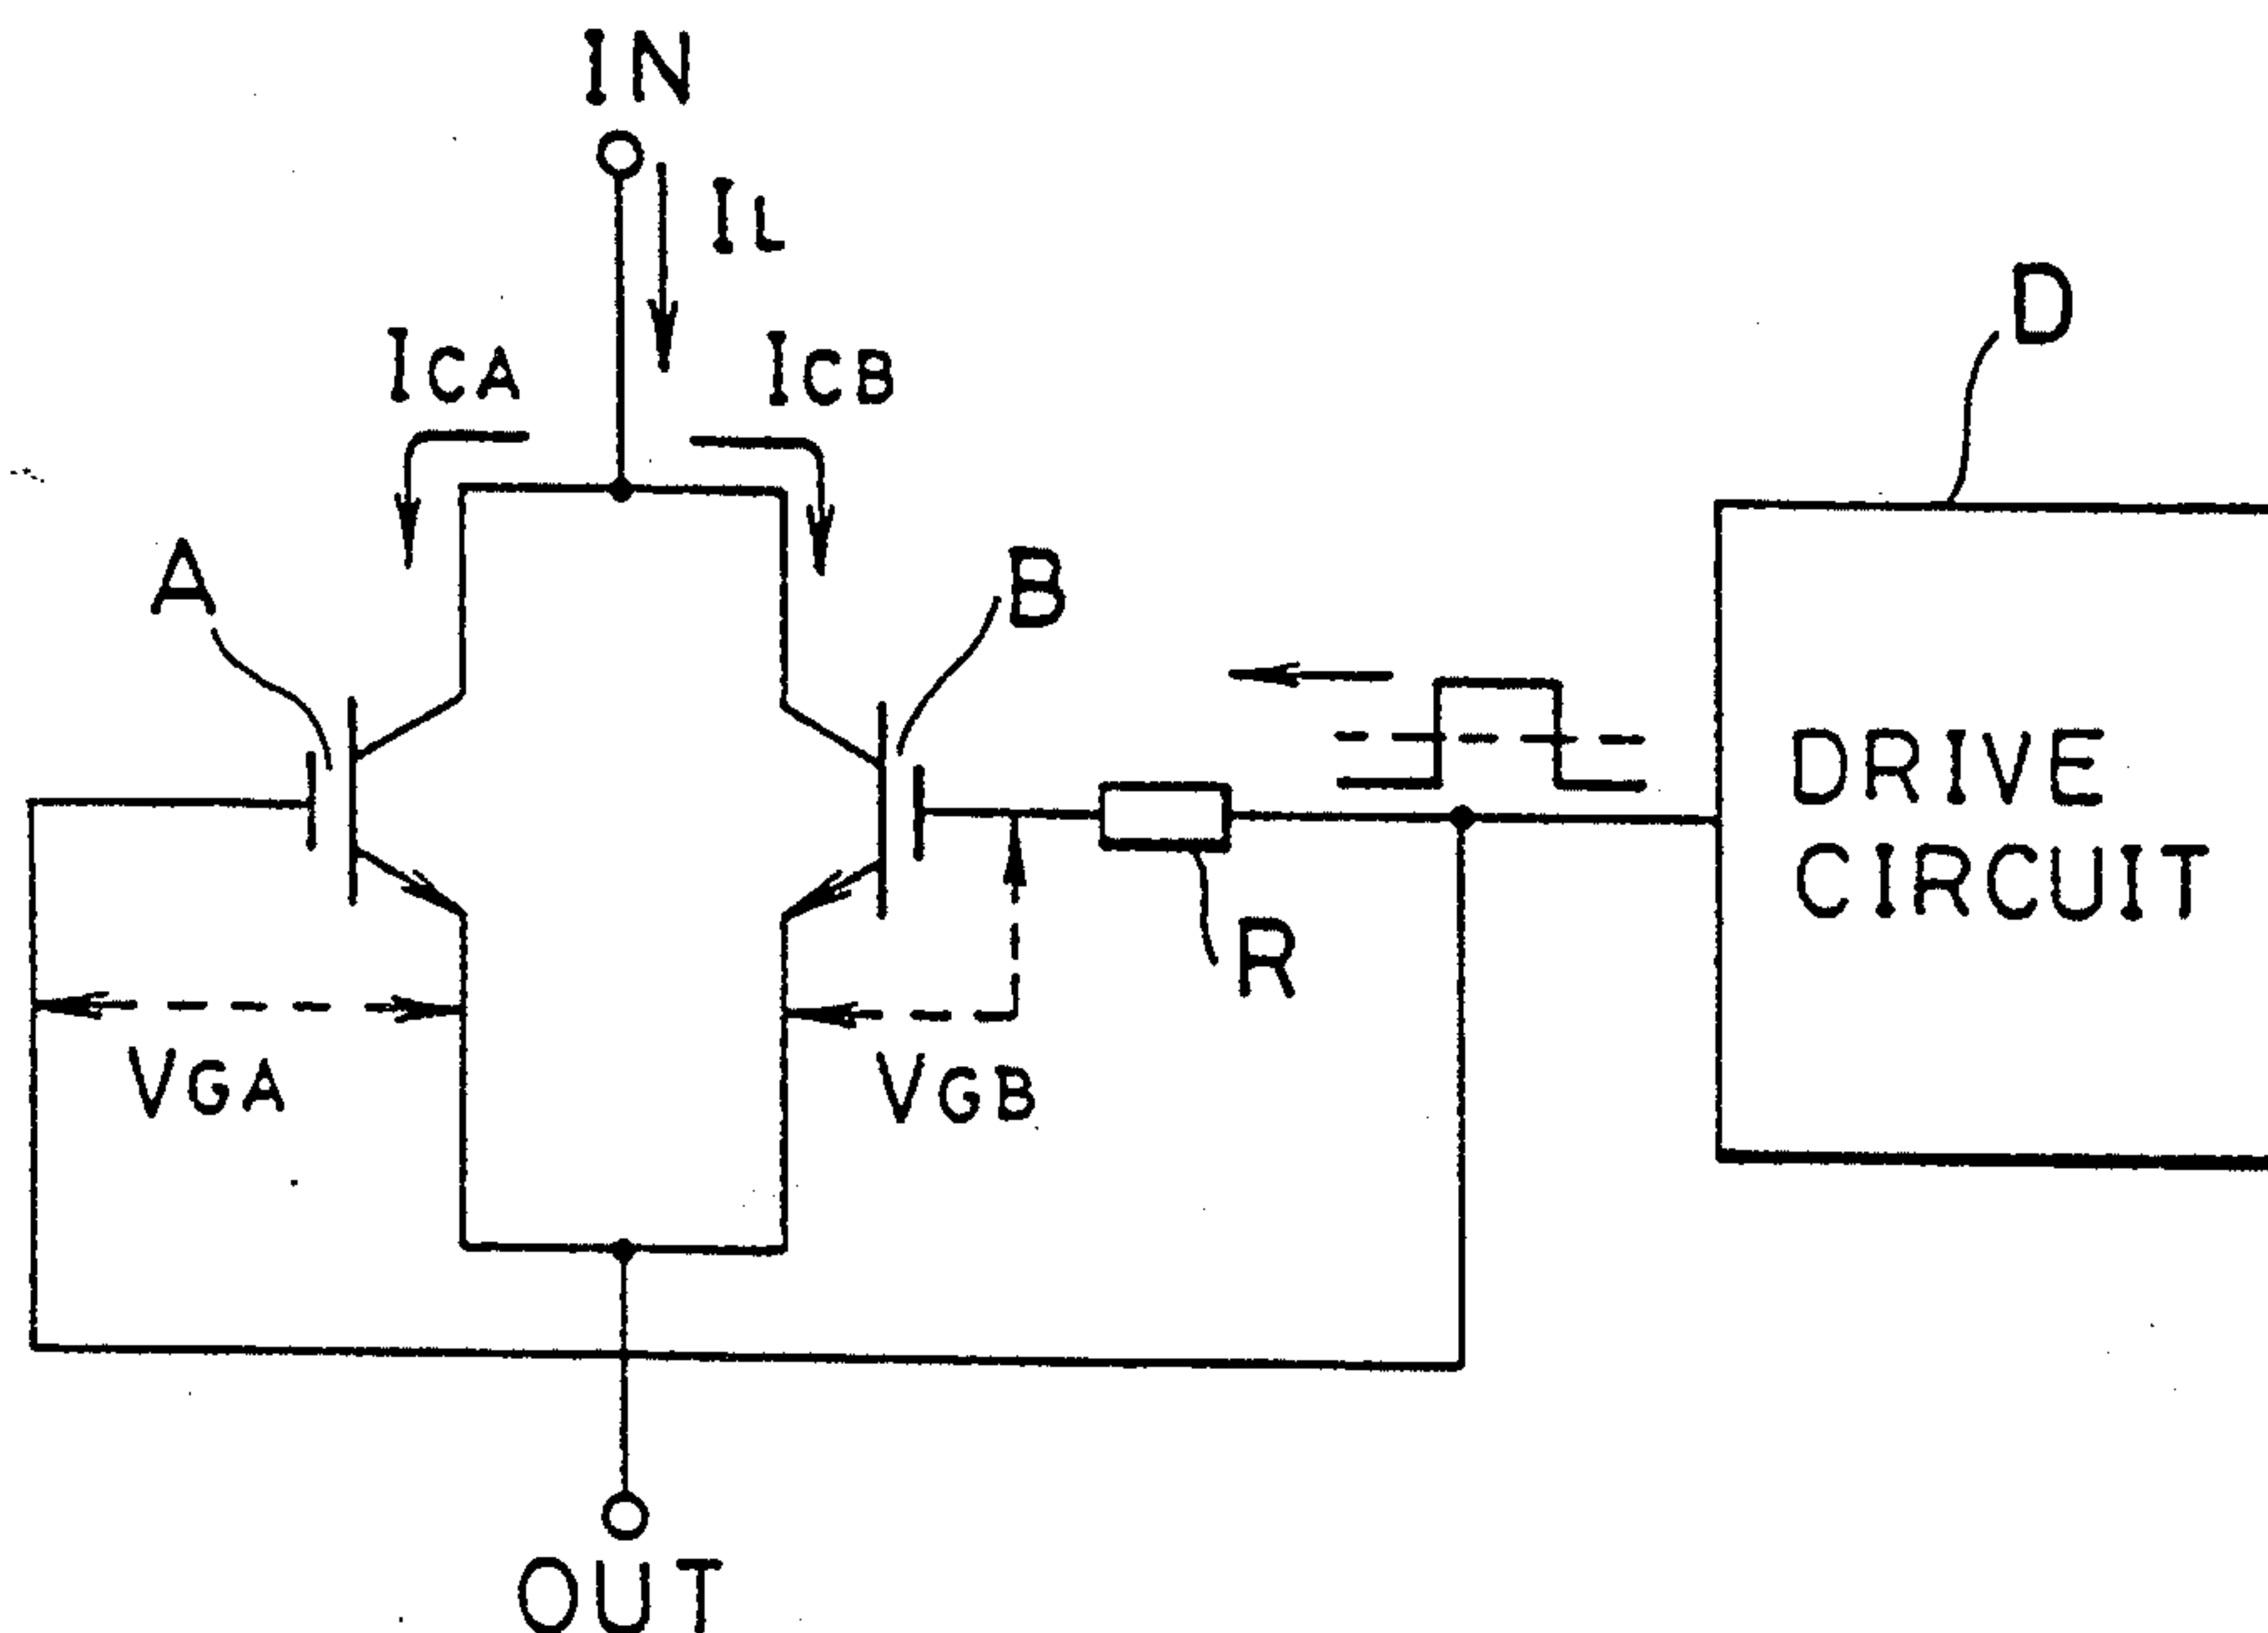 IN
IL
D
ICA
ICB
A
B
DRIVE
CIRCUIT
R
VGA
VGB
OUT